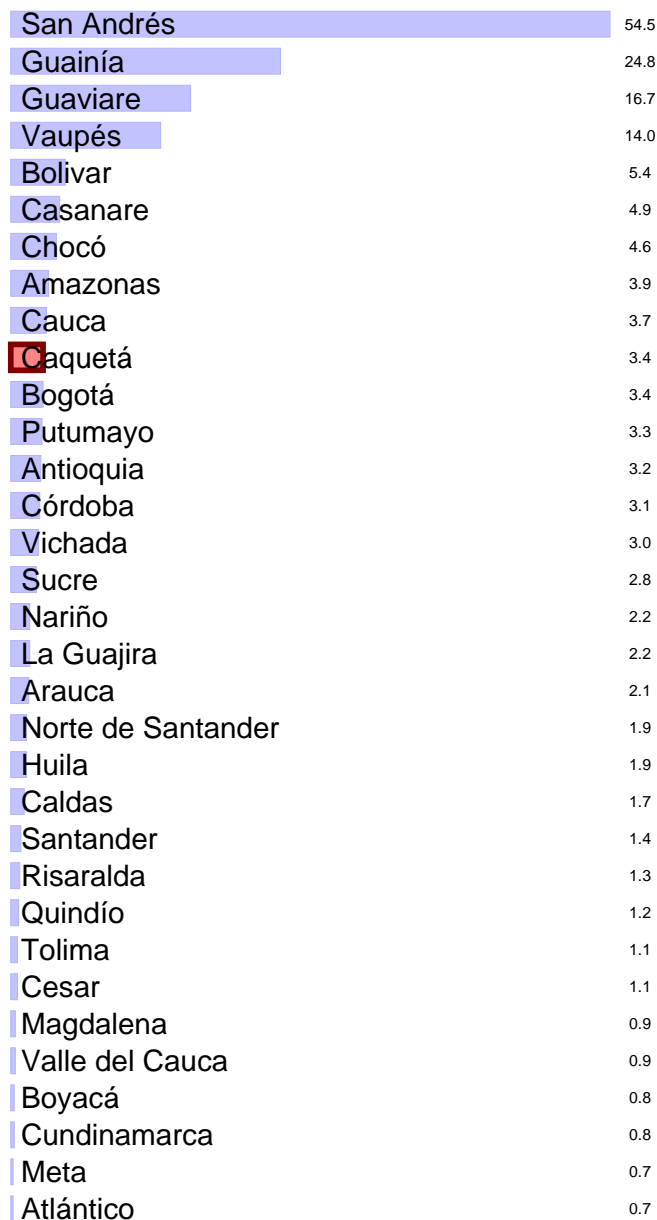 San Andrés 54.5
Guainía 24.8
Guaviare 16.7
Vaupés 14.0
Bolivar 5.4
Casanare 4.9
Chocó 4.6
Amazonas 3.9
Cauca 3.7
Caquetá 3.4
Bogotá 3.4
Putumayo 3.3
Antioquia 3.2
Córdoba 3.1
Vichada 3.0
Sucre 2.8
Nariño 2.2
La Guajira 2.2
Arauca 2.1
Norte de Santander 1.9
Huila 1.9
Caldas 1.7
Santander 1.4
Risaralda 1.3
Quindío 1.2
Tolima 1.1
Cesar 1.1
Magdalena 0.9
Valle del Cauca 0.9
Boyacá 0.8
Cundinamarca 0.8
Meta 0.7
Atlántico 0.7